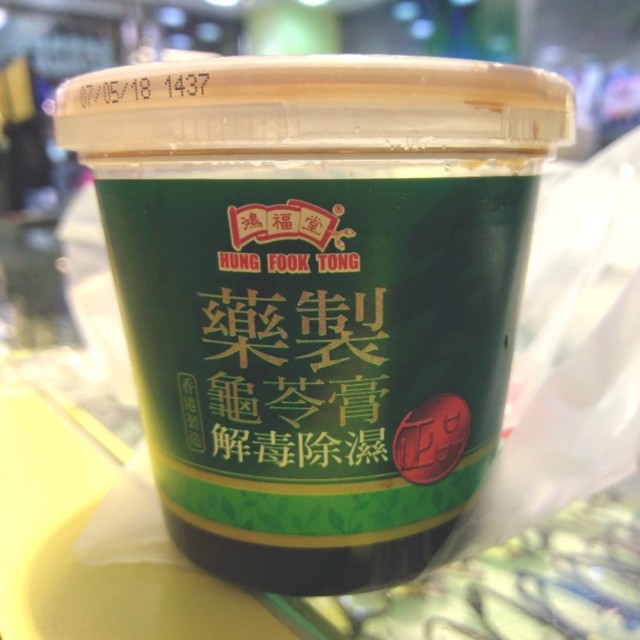 07/05/18 1437
鴻福堂®
HUNG FOOK TONG
藥製
龜苓膏
解毒除濕
香港製造
正品